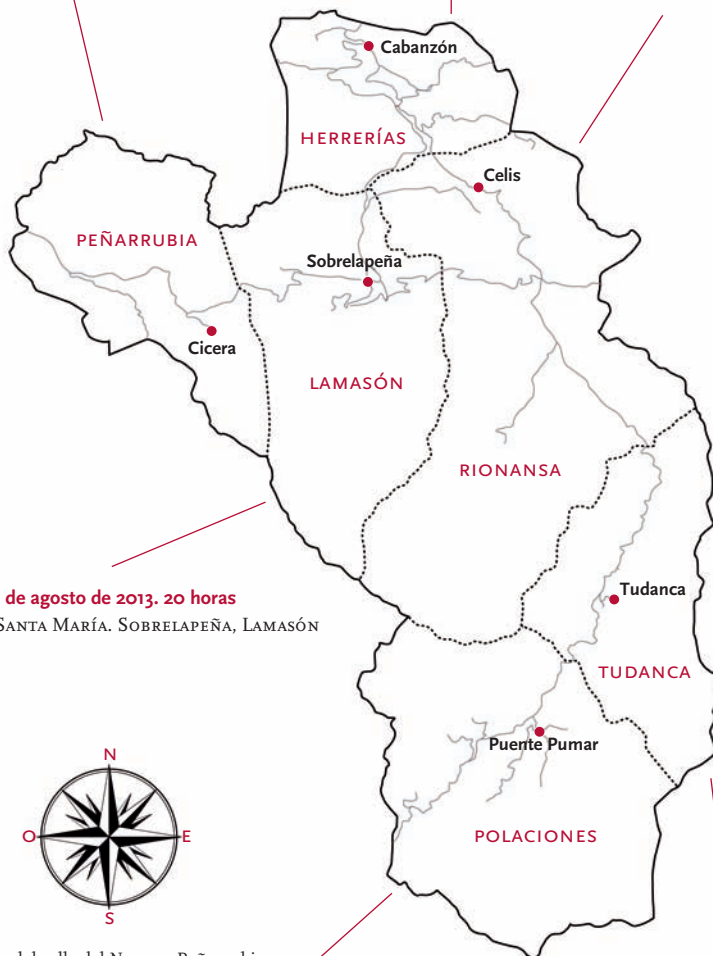 Cabanzón
HERRERÍAS
Celis
PEÑARRUBIA
Sobrelapeña
Cicera
LAMASÓN
RIONANSA
de agosto de 2013. 20 horas
Santa María. Sobrelapeña, Lamasón
Tudanca
TUDANCA
Puente Pumar
POLACIONES
N
O
E
S